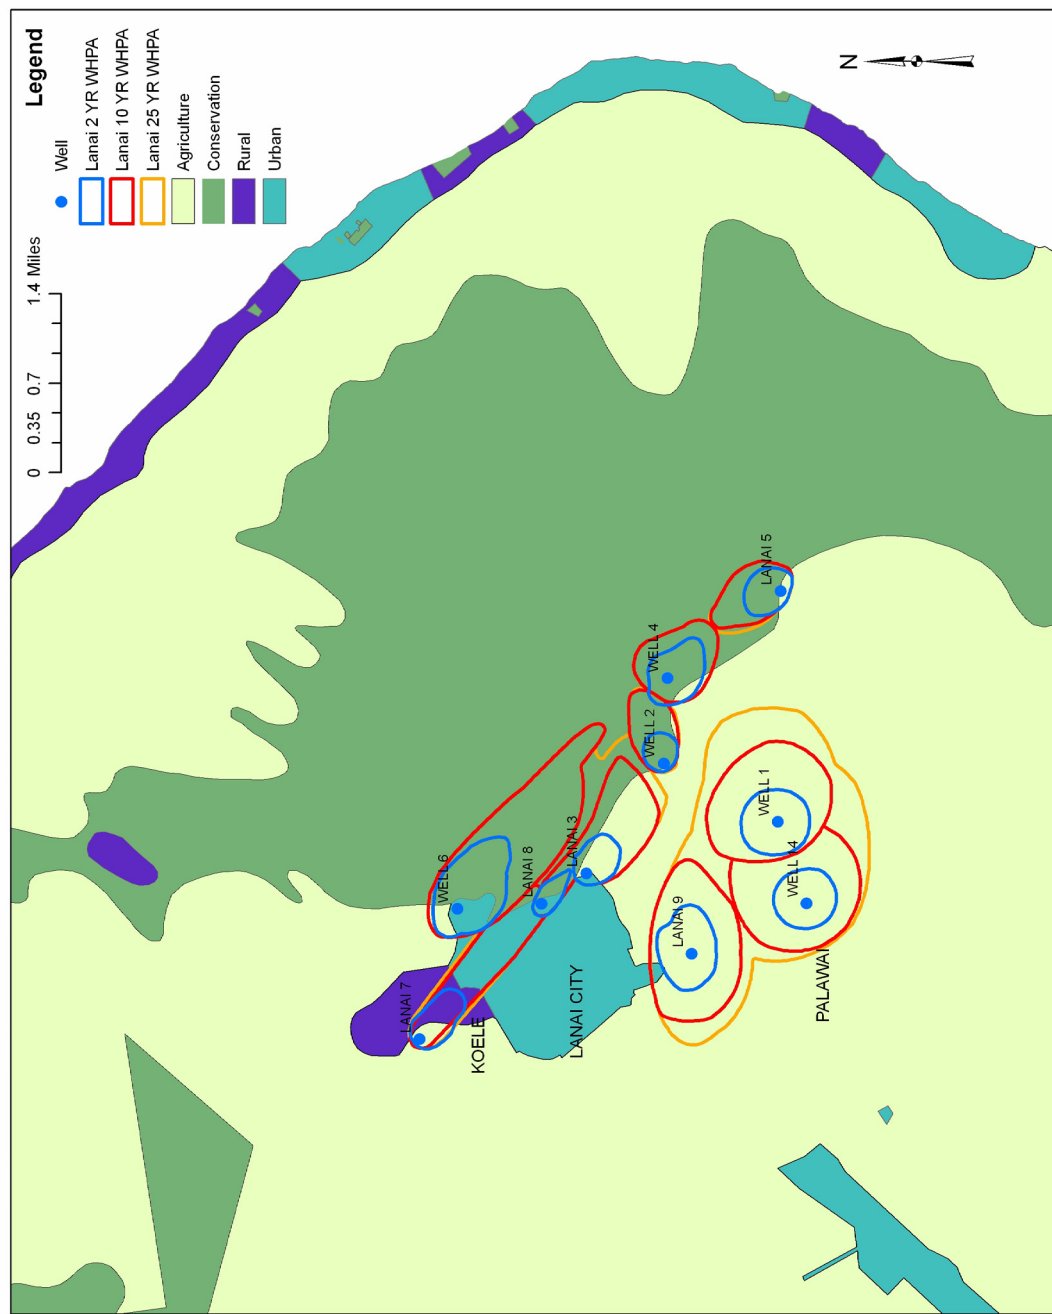 Legend
Well
Lanai 2 YR WHPA
Lanai 10 YR WHPA
Lanai 25 YR WHPA
Agriculture
Conservation
Rural
Urban
0 0.35 0.7 1.4 Miles
N
LANAI 7
WELL 6
LANAI 8
LANAI 3
WELL 2
WELL 4
LANAI 5
KOELE
LANAI CITY
LANAI 9
WELL 1
WELL 14
PALAWAI